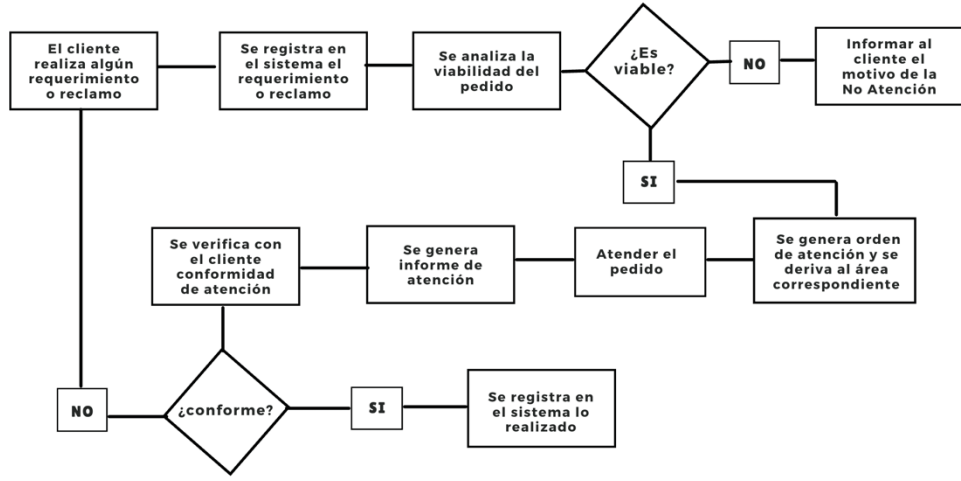 El cliente
realiza algún
requerimiento
o reclamo
Se registra en
el sistema el
requerimiento
o reclamo
Se analiza la
viabilidad del
pedido
¿Es
viable?
NO
Informar al
cliente el
motivo de la
No Atención
SI
Se genera orden
de atención y se
deriva al área
correspondiente
Atender el
pedido
Se genera
informe de
atención
Se verifica con
el cliente
conformidad
de atención
¿conforme?
NO
SI
Se registra en
el sistema lo
realizado